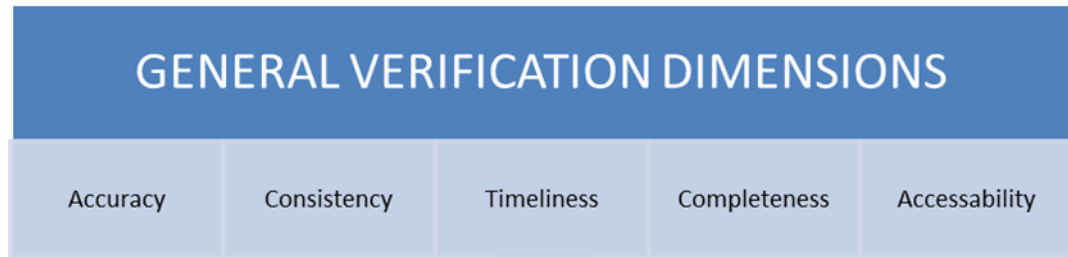 GENERAL VERIFICATION DIMENSIONS
Accuracy
Consistency
Timeliness
Completeness
Accessability